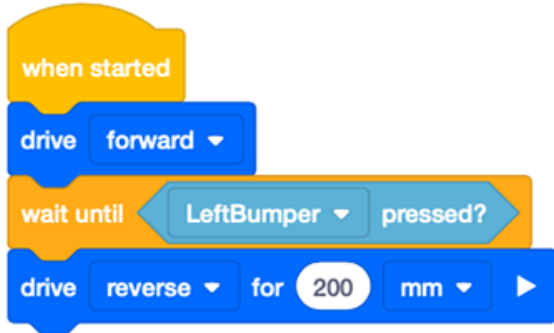 when started
drive forward
wait until LeftBumper pressed?
drive reverse for 200 mm